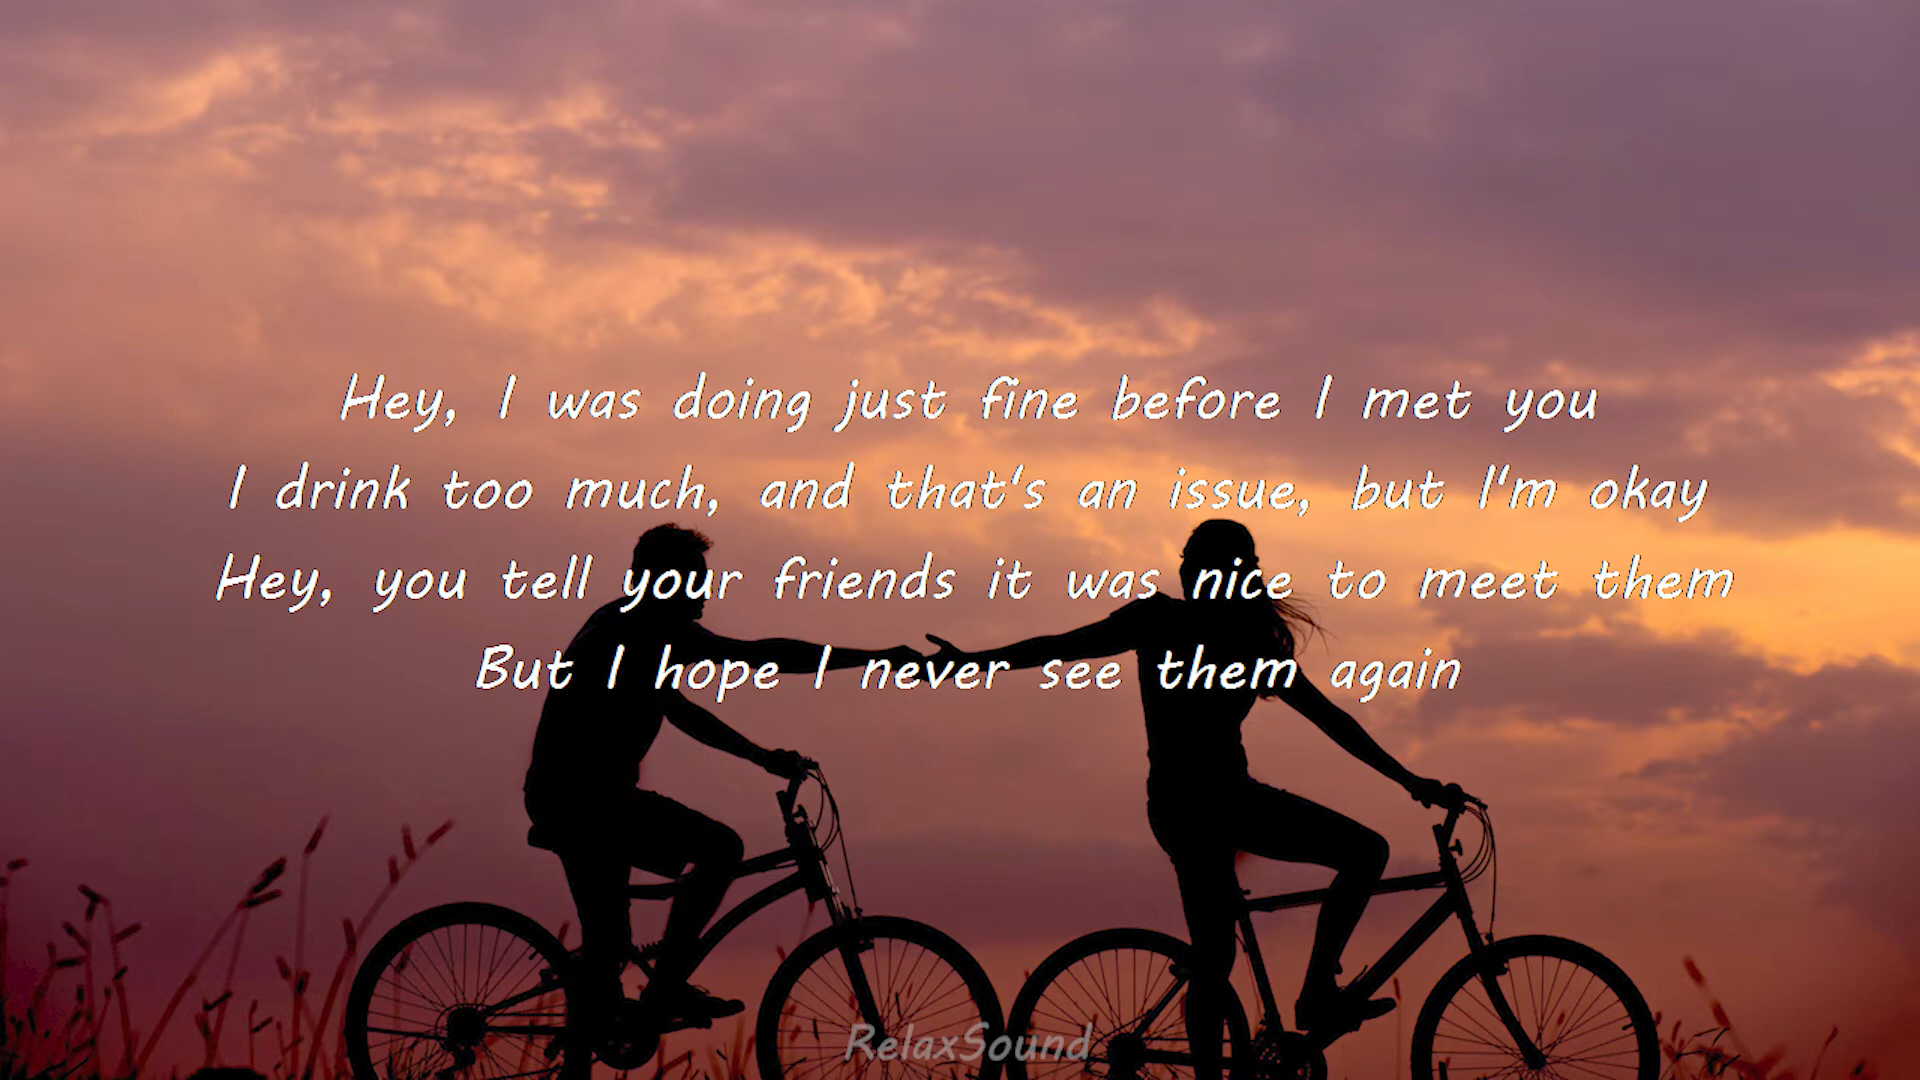 Hey, I was doing just fine before I met you
I drink too much, and that's an issue, but I'm okay
Hey, you tell your friends it was nice to meet them
But I hope I never see them again
RelaxSound